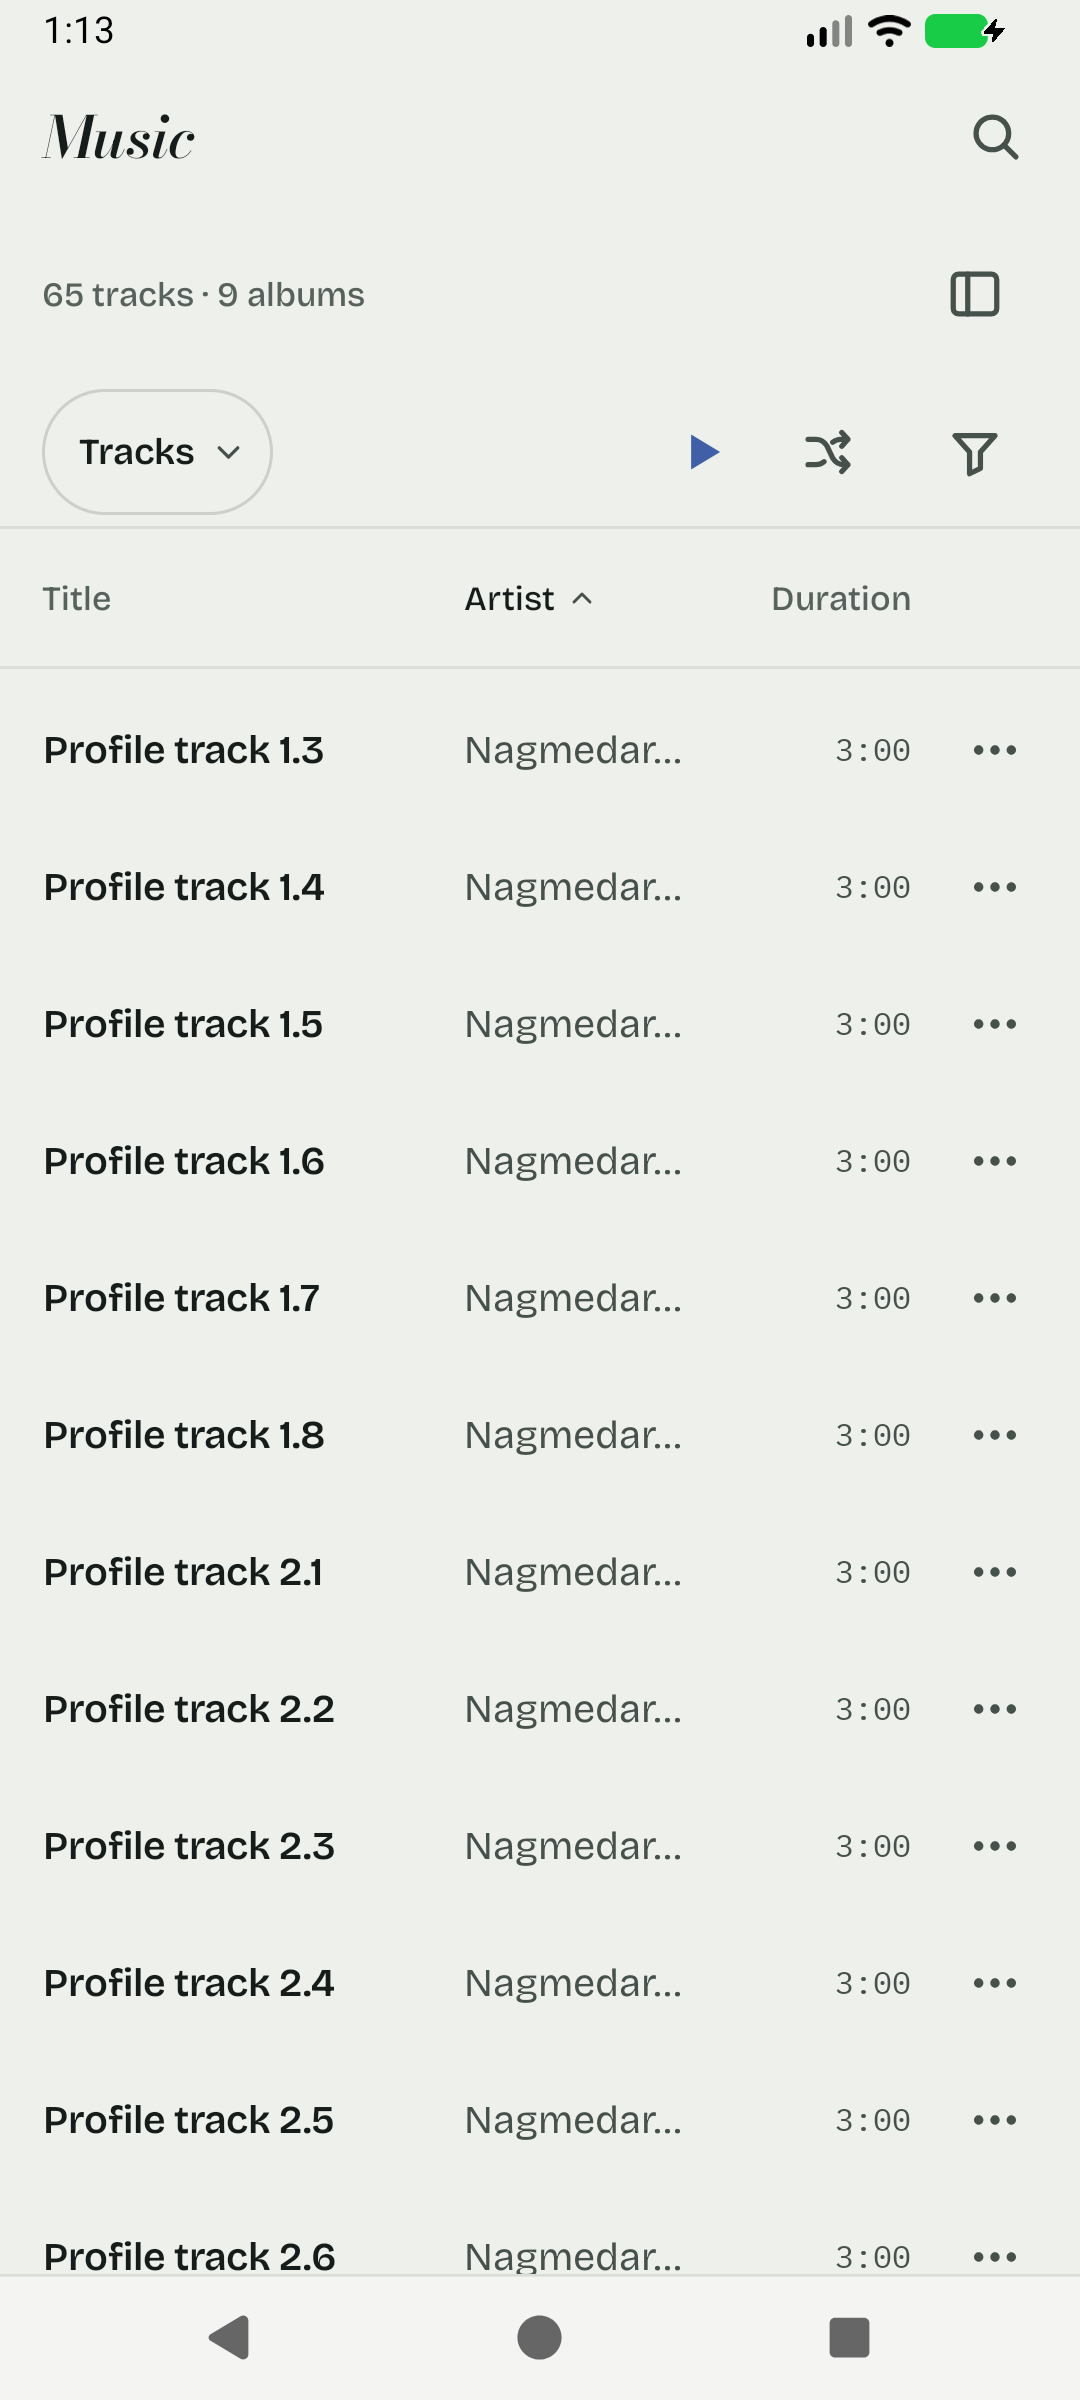 1:13
Music
65 tracks · 9 albums
Tracks
Title Artist Duration
Profile track 1.3 Nagmedar... 3:00
Profile track 1.4 Nagmedar... 3:00
Profile track 1.5 Nagmedar... 3:00
Profile track 1.6 Nagmedar... 3:00
Profile track 1.7 Nagmedar... 3:00
Profile track 1.8 Nagmedar... 3:00
Profile track 2.1 Nagmedar... 3:00
Profile track 2.2 Nagmedar... 3:00
Profile track 2.3 Nagmedar... 3:00
Profile track 2.4 Nagmedar... 3:00
Profile track 2.5 Nagmedar... 3:00
Profile track 2.6 Nagmedar... 3:00